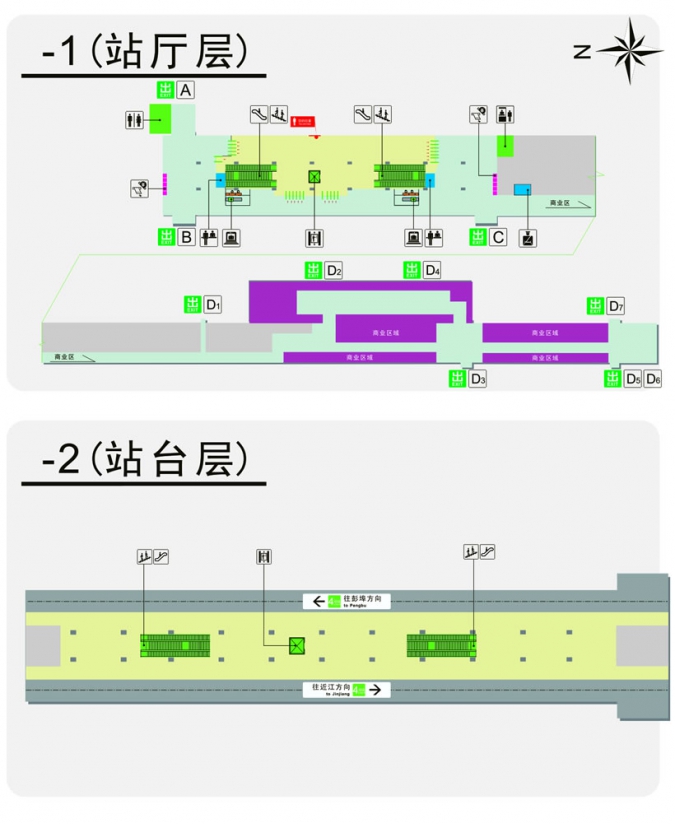 -1(站厅层)
N
出 EXIT A
出 EXIT B
出 EXIT C
商业区
出 EXIT D2
出 EXIT D4
出 EXIT D1
出 EXIT D7
商业区域
商业区域
商业区
商业区域
商业区域
出 EXIT D3
出 EXIT D5 D6
-2(站台层)
往彭埠方向
to Pengbu
往近江方向
to Jinjiang